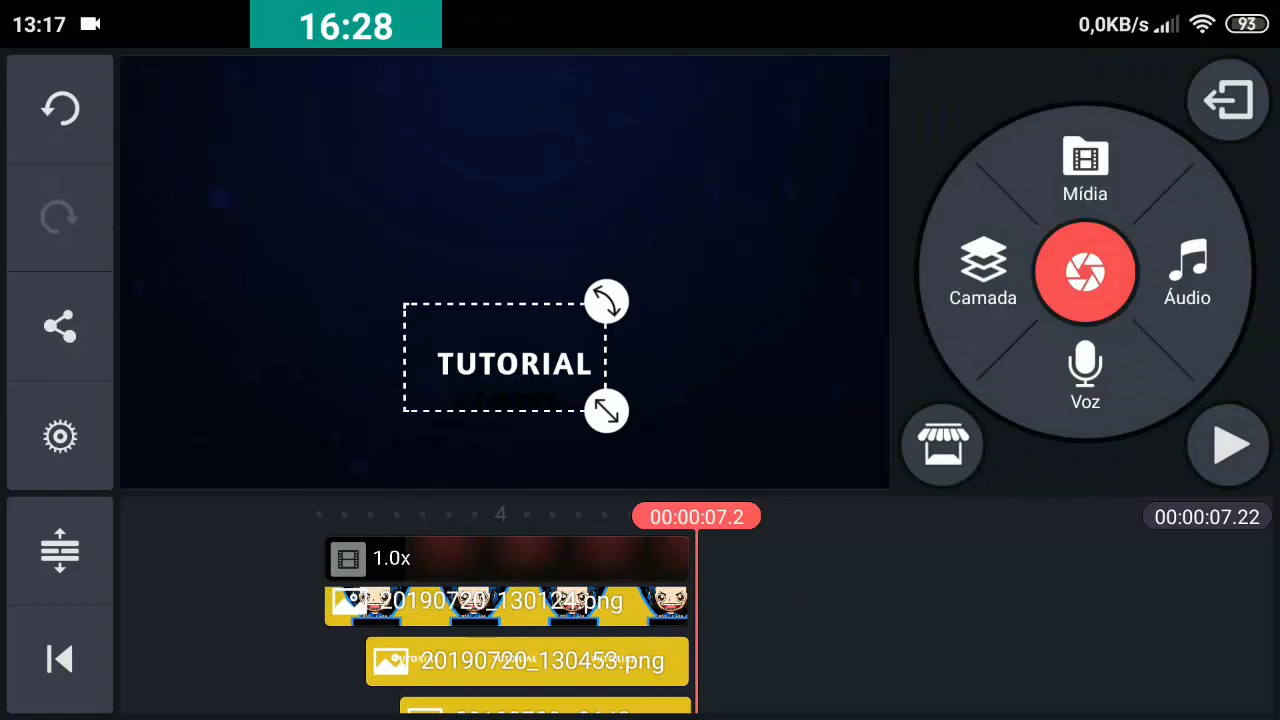 13:17
16:28
0,0KB/s
93
Mídia
Camada
Áudio
Voz
TUTORIAL
4
00:00:07.2
00:00:07.22
1.0x
20190720_130124.png
20190720_130453.png